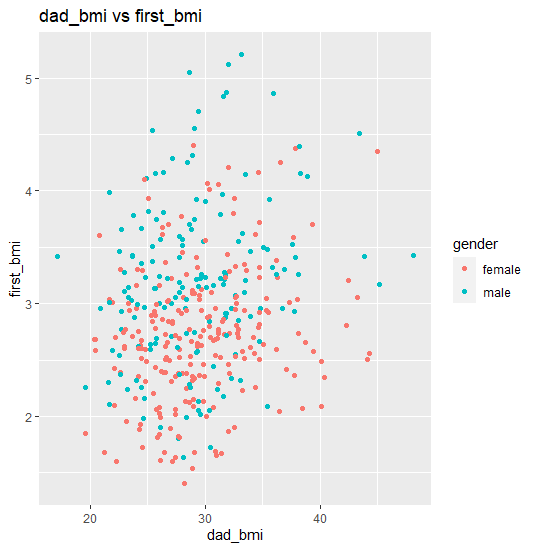 dad_bmi vs first_bmi
5
4
3
2
first_bmi
20
30
40
dad_bmi
gender
female
male